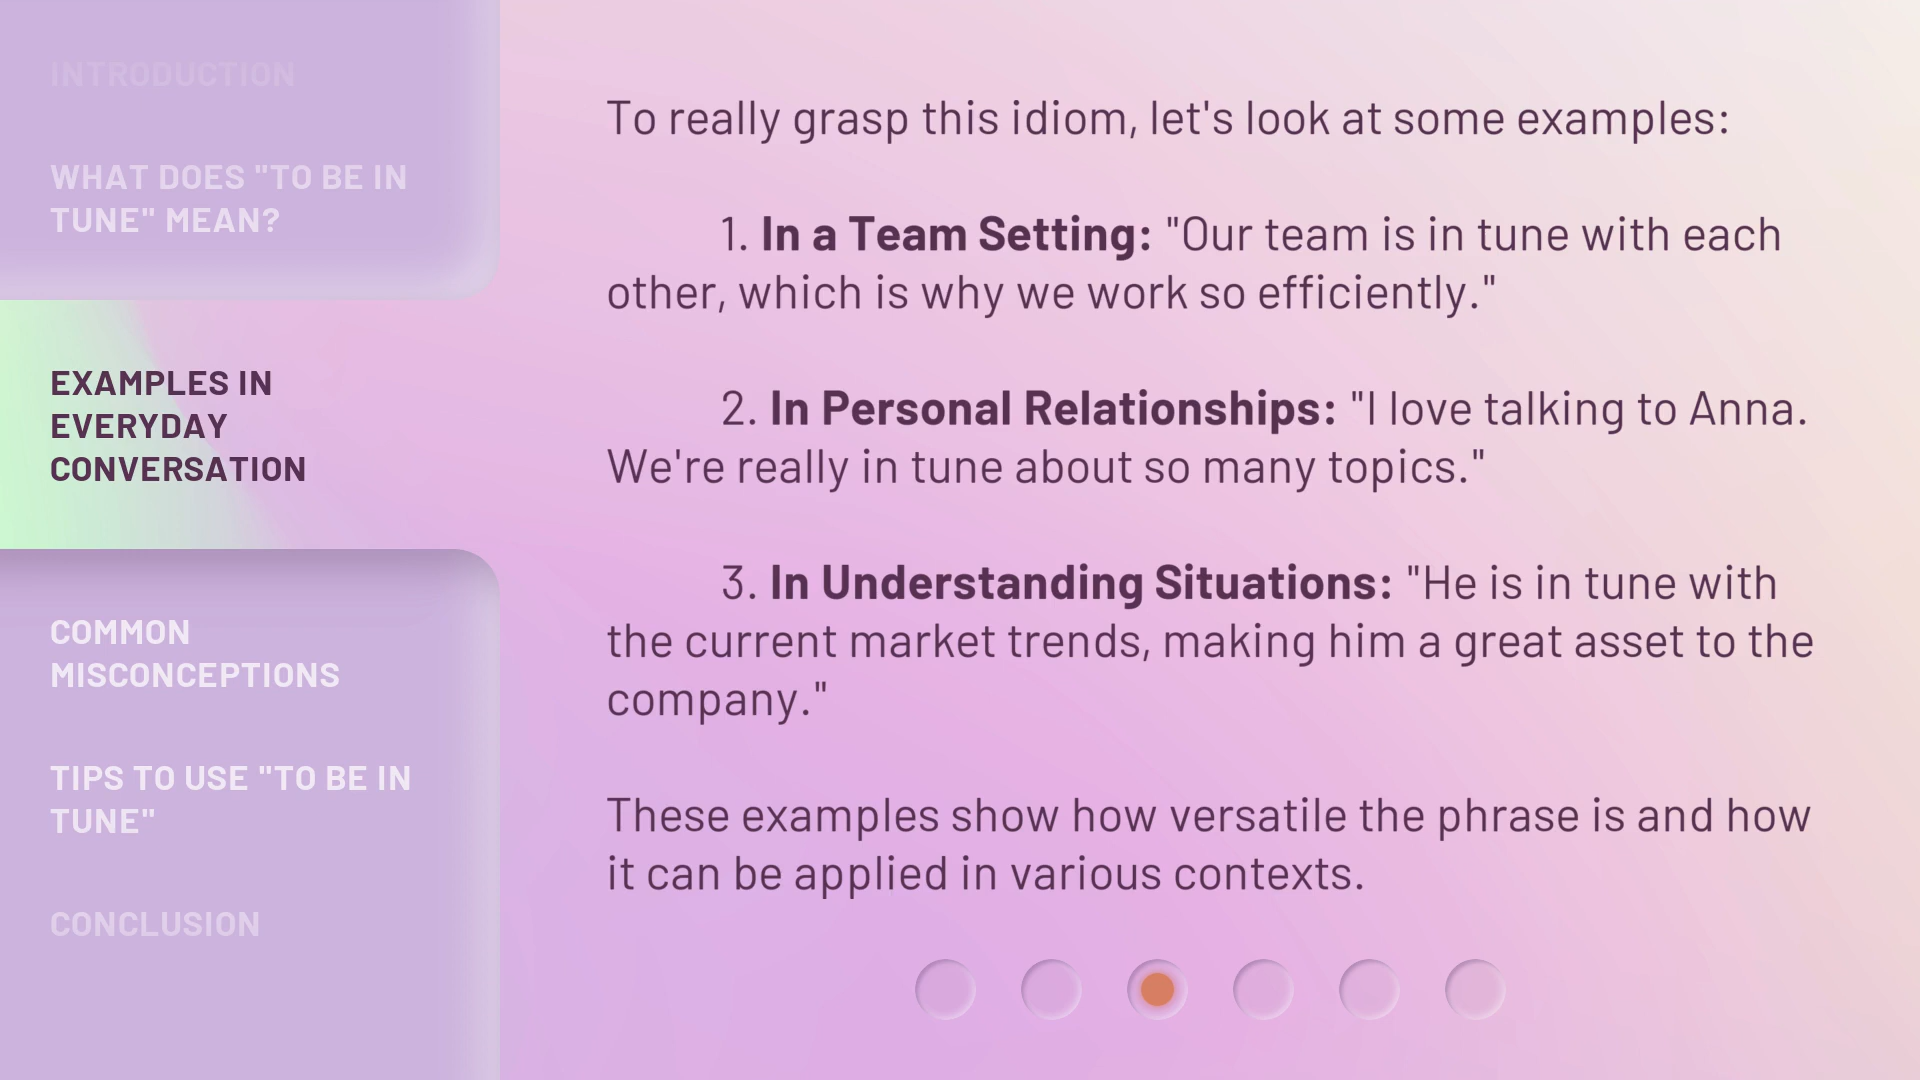 INTRODUCTION
WHAT DOES "TO BE IN
TUNE" MEAN?
EXAMPLES IN
EVERYDAY
CONVERSATION
COMMON
MISCONCEPTIONS
TIPS TO USE "TO BE IN
TUNE"
CONCLUSION
To really grasp this idiom, let's look at some examples:
1. In a Team Setting: "Our team is in tune with each
other, which is why we work so efficiently."
2. In Personal Relationships: "I love talking to Anna.
We're really in tune about so many topics."
3. In Understanding Situations: "He is in tune with
the current market trends, making him a great asset to the
company."
These examples show how versatile the phrase is and how
it can be applied in various contexts.